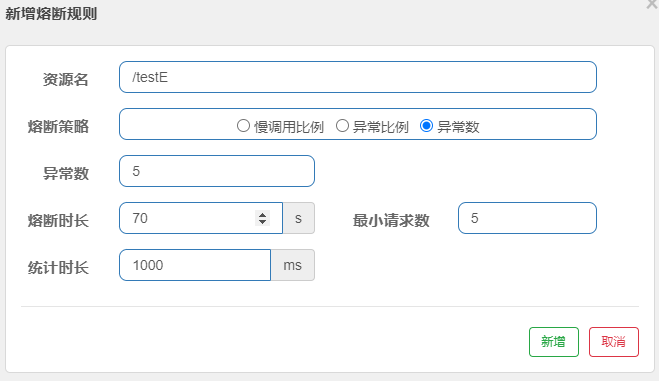 新增熔断规则
资源名 /testE
熔断策略 慢调用比例 异常比例 异常数
异常数 5
熔断时长 70 s 最小请求数 5
统计时长 1000 ms
新增 取消